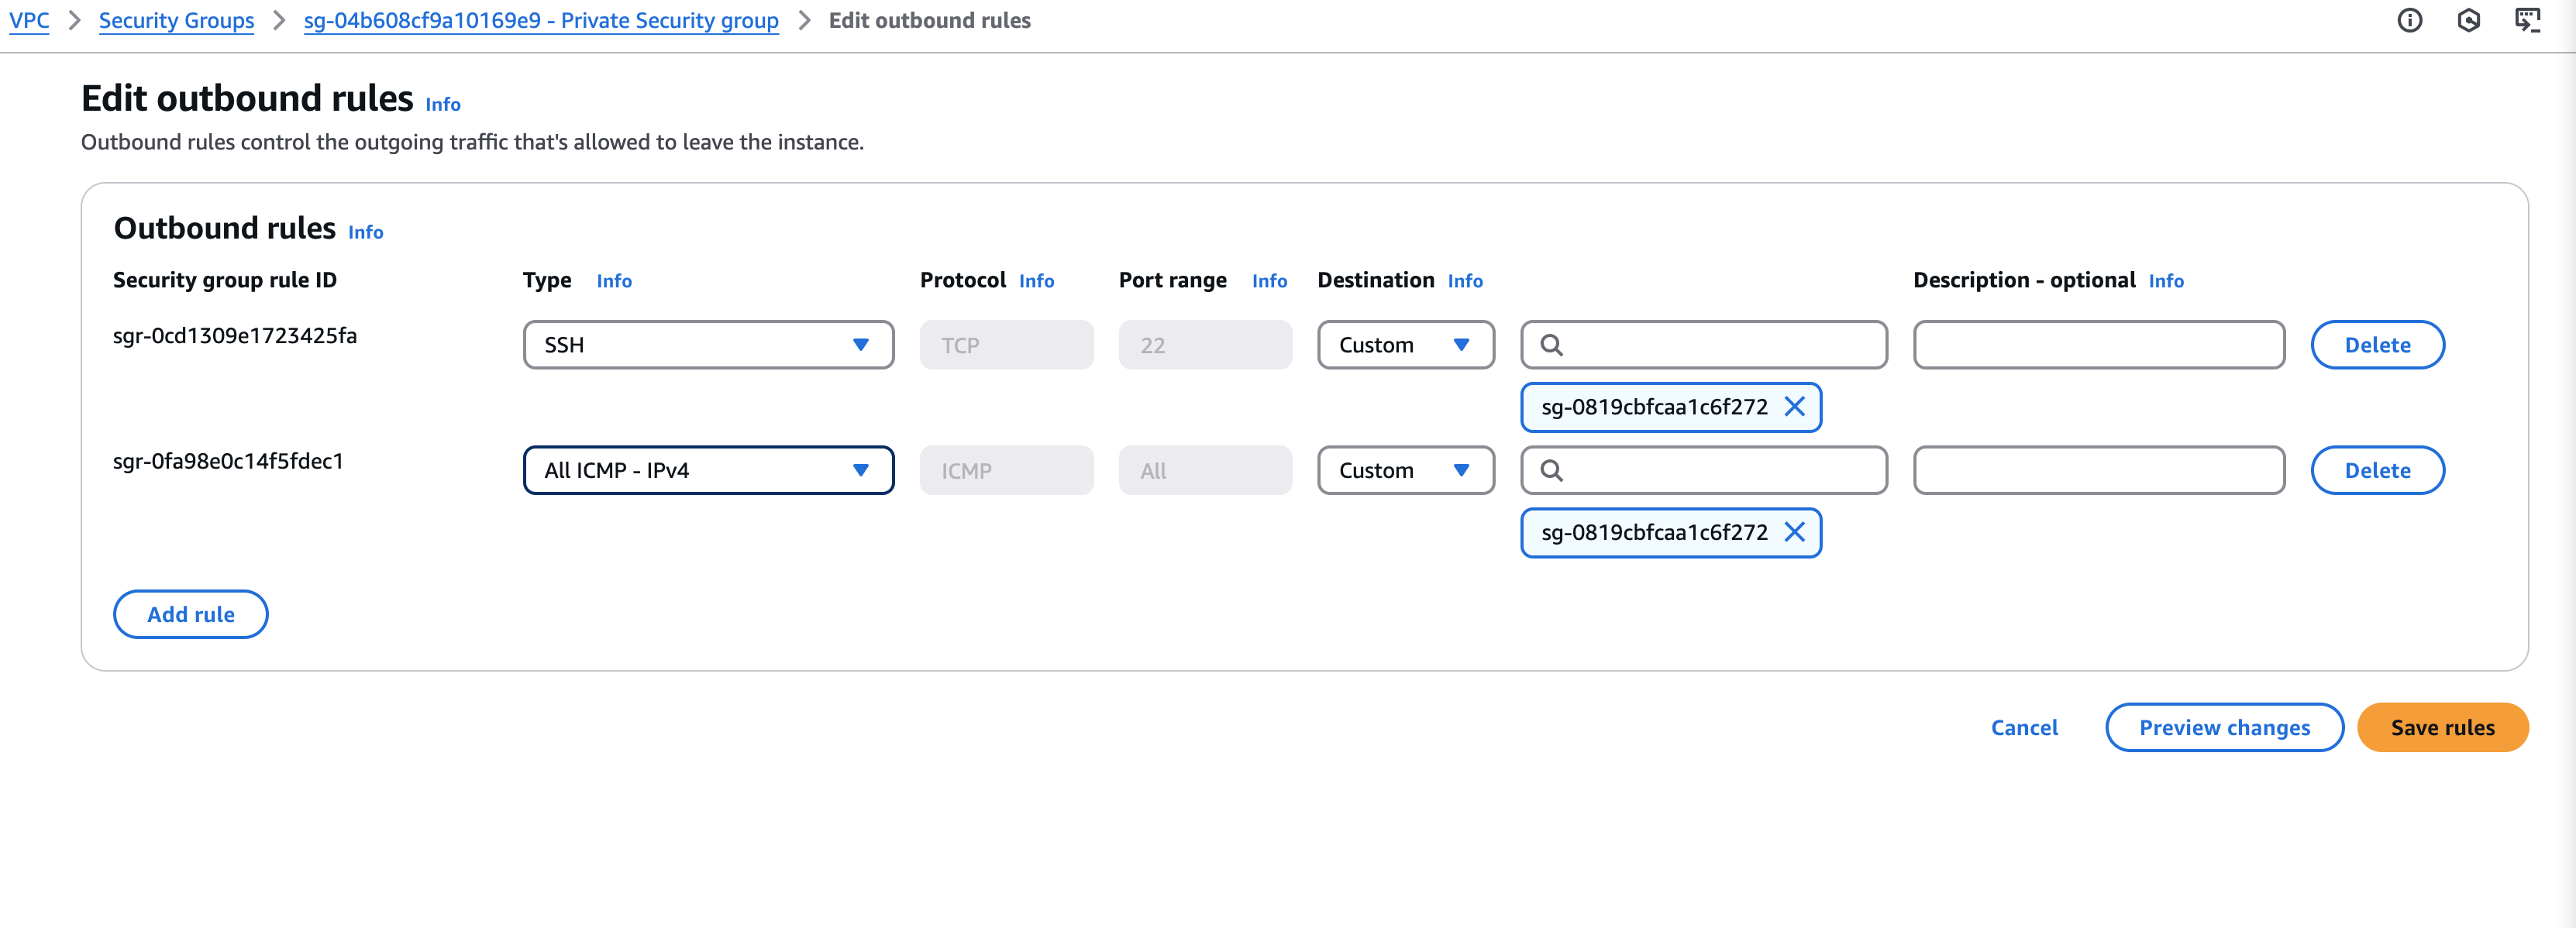 VPC > Security Groups > sg-04b608cf9a10169e9 - Private Security group > Edit outbound rules
Edit outbound rules Info
Outbound rules control the outgoing traffic that's allowed to leave the instance.
Outbound rules Info
Security group rule ID Type Info Protocol Info Port range Info Destination Info Description - optional Info
sgr-0cd1309e1723425fa SSH TCP 22 Custom Delete
sg-0819cbfcaa1c6f272
sgr-0fa98e0c14f5fdec1 All ICMP - IPv4 ICMP All Custom Delete
sg-0819cbfcaa1c6f272
Add rule
Cancel Preview changes Save rules